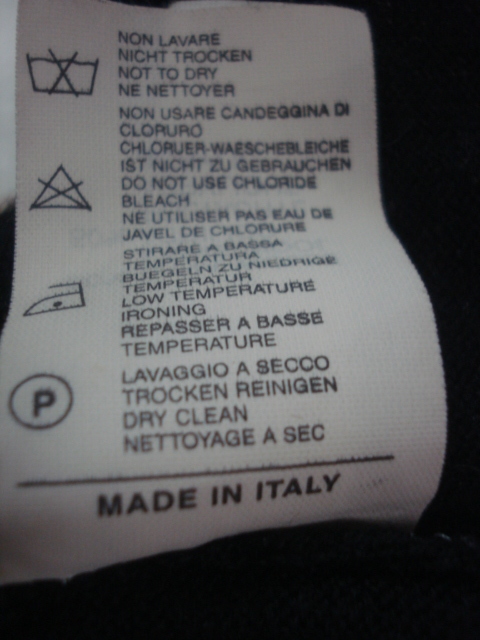 NON LAVARE
NICHT TROCKEN
NOT TO DRY
NE NETTOYER
NON USARE CANDEGGINA DI
CLORURO
CHLORUER-WAESCHEBLEICHE
IST NICHT ZU GEBRAUCHEN
DO NOT USE CHLORIDE
BLEACH
NE UTILISER PAS EAU DE
JAVEL DE CHLORURE
STIRARE A BASSA
TEMPERATURA
BUEGELN ZU NIEDRIGE
TEMPERATUR
LOW TEMPERATURE
IRONING
REPASSER A BASSE
TEMPERATURE
P
LAVAGGIO A SECCO
TROCKEN REINIGEN
DRY CLEAN
NETTOYAGE A SEC
MADE IN ITALY